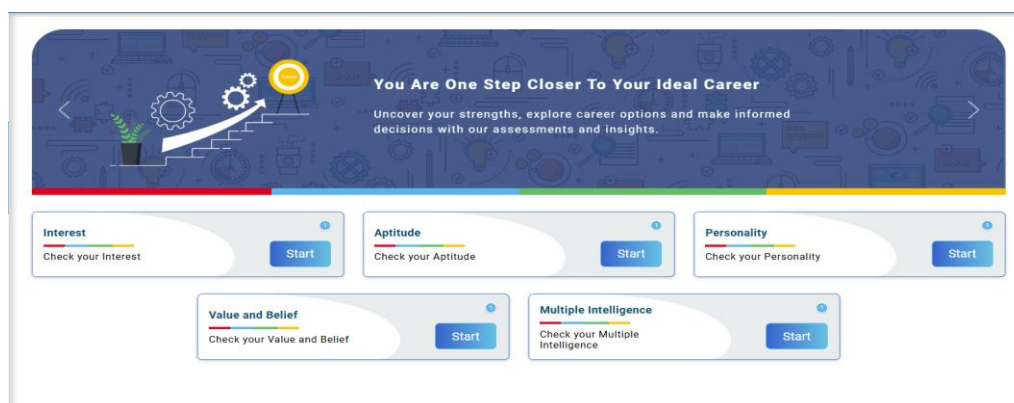 You Are One Step Closer To Your Ideal Career
Uncover your strengths, explore career options and make informed
decisions with our assessments and insights.
Interest
Check your Interest
Start
Aptitude
Check your Aptitude
Start
Personality
Check your Personality
Start
Value and Belief
Check your Value and Belief
Start
Multiple Intelligence
Check your Multiple
Intelligence
Start